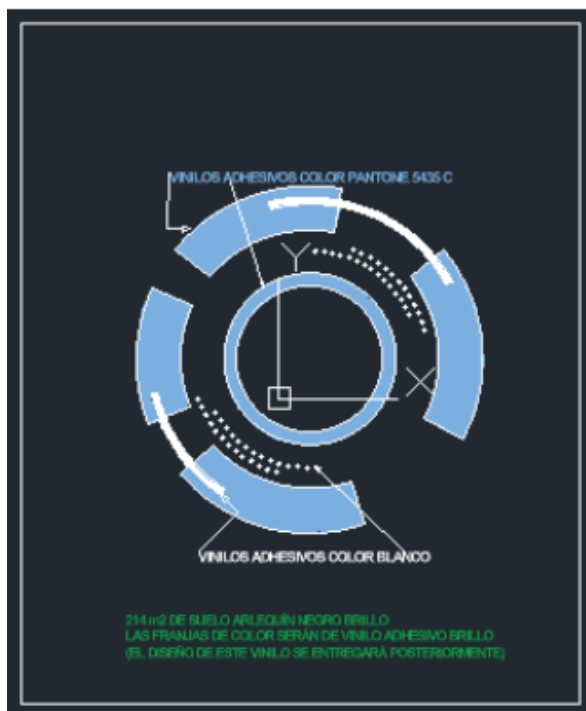 VINILOS ADHESIVOS COLOR PANTONE 5435 C
Y
X
VINILOS ADHESIVOS COLOR BLANCO
214 m2 DE SUELO ARLEQUÍN NEGRO BRILLO
LAS FRANJAS DE COLOR SERÁN DE VINILO ADHESIVO BRILLO
(EL DISEÑO DE ESTE VINILO SE ENTREGARÁ POSTERIORMENTE)